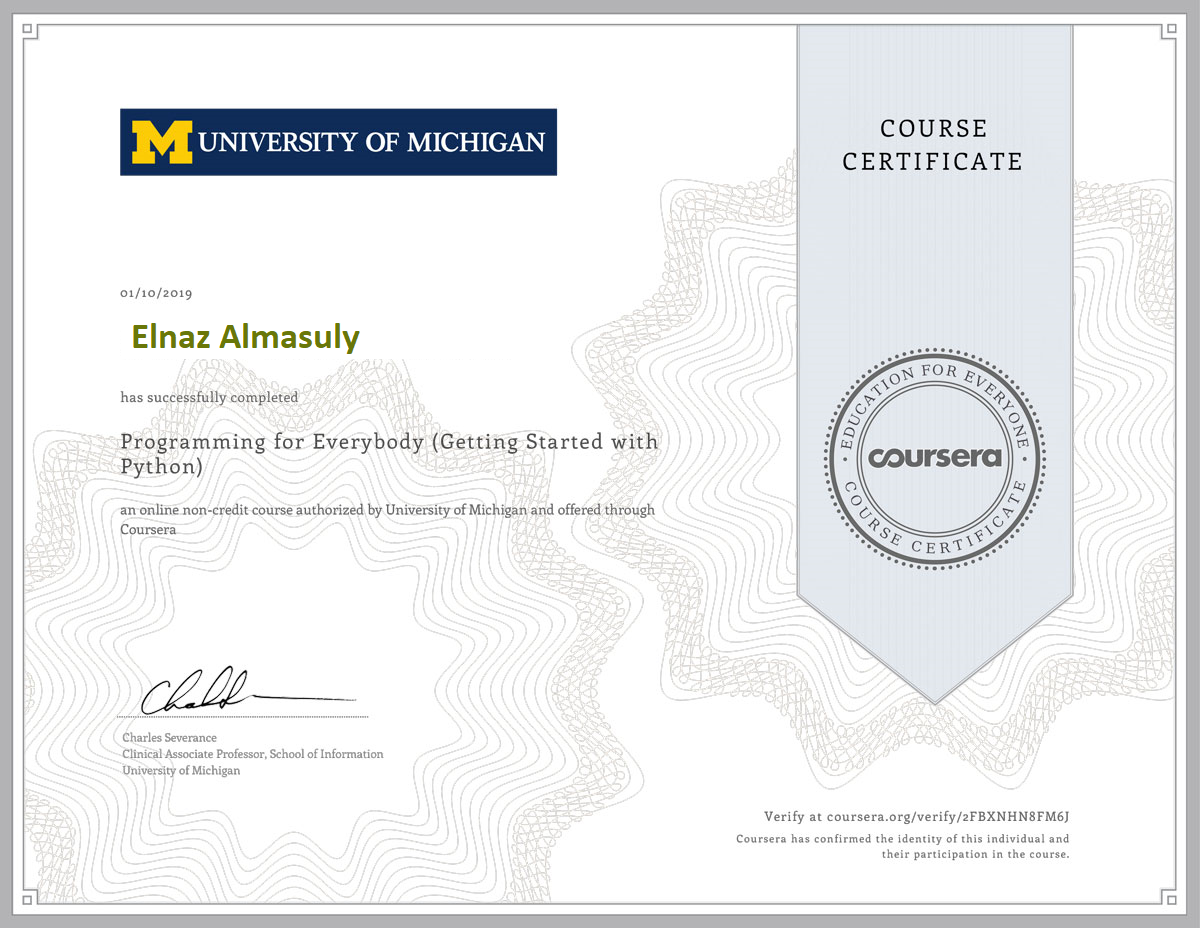 M UNIVERSITY OF MICHIGAN
COURSE
CERTIFICATE
01/10/2019
Elnaz Almasuly
has successfully completed
Programming for Everybody (Getting Started with
Python)
an online non-credit course authorized by University of Michigan and offered through
Coursera
EDUCATION FOR EVERYONE
coursera
COURSE CERTIFICATE
Charles Severance
Clinical Associate Professor, School of Information
University of Michigan
Verify at coursera.org/verify/2FBXNHN8FM6J
Coursera has confirmed the identity of this individual and
their participation in the course.